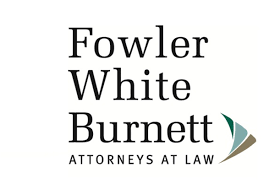 Fowler
White
Burnett
ATTORNEYS AT LAW